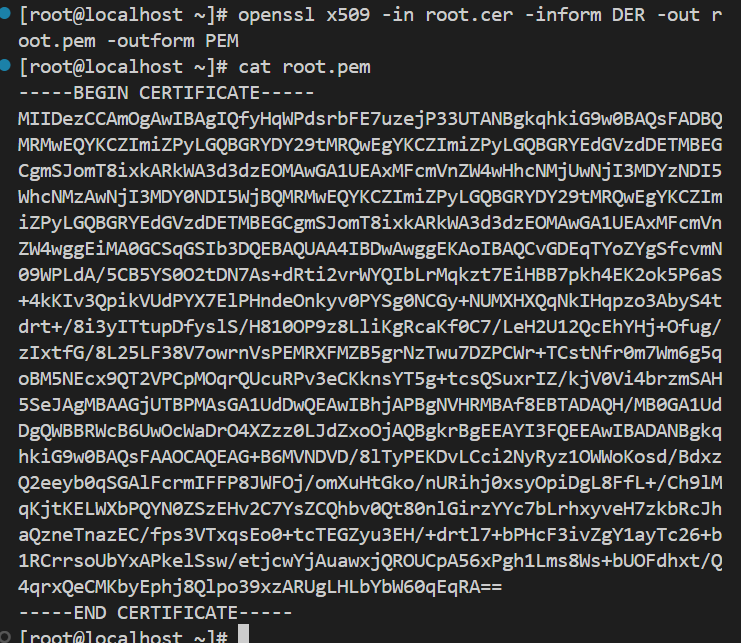 [root@localhost ~]# openssl x509 -in root.cer -inform DER -out r
oot.pem -outform PEM
[root@localhost ~]# cat root.pem
-----BEGIN CERTIFICATE-----
MIIDezCCAmOgAwIBAgIQfyHqWPdsrbFE7uzejP33UTANBgkqhkiG9w0BAQsFADBQ
MRMwEQYKCZImiZPyLGQBGRYDY29tMRQwEgYKCZImiZPyLGQBGRYEdGVzdDETMBEG
CgmSJomT8ixkARkWA3d3dzEOMAwGA1UEAxMFcmVnZW4wHhcNMjUwNjI3MDYzNDI5
WhcNMzAwNjI3MDY0NDI5WjBQMRMwEQYKCZImiZPyLGQBGRYDY29tMRQwEgYKCZIm
iZPyLGQBGRYEdGVzdDETMBEGCgmSJomT8ixkARkWA3d3dzEOMAwGA1UEAxMFcmVn
ZW4wggEiMA0GCSqGSIb3DQEBAQUAA4IBDwAwggEKAoIBAQCvGDEqTYoZYgSfcvmN
09WPLdA/5CB5YS0O2tDN7As+dRti2vrWYQIbLrMqkzt7EiHBB7pkh4EK2ok5P6aS
+4kKIv3QpikVUdPYX7ElPHndeOnkyv0PYSg0NCGy+NUMXHXQqNkIHqpzo3AbyS4t
drt+/8i3yITtupDfyslS/H810OP9z8LliKgRcaKf0C7/LeH2U12QcEhYHj+Ofug/
zIxtfG/8L25LF38V7owrnVsPEMRXFMZB5grNzTwu7DZPCWr+TCstNfr0m7Wm6g5q
oBM5NEcx9QT2VPCpMOqrQUcuRPv3eCKknsYT5g+tcsQSuxrIZ/kjV0Vi4brzmSAH
5SeJAgMBAAGjUTBPMAsGA1UdDwQEAwIBhjAPBgNVHRMBAf8EBTADAQH/MB0GA1Ud
DgQWBBRWcB6UwOcWaDrO4XZzz0LJdZxoOjAQBgkrBgEEAYI3FQEEAwIBADANBgkq
hkiG9w0BAQsFAAOCAQEAG+B6MVNDVD/8lTyPEKDvLCci2NyRyz1OWWoKosd/Bdxz
Q2eeyb0qSGAlFcrmIFFP8JWFOj/omXuHtGko/nURihj0xsyOpiDgL8FfL+/Ch9lM
qKjtKELWXbPQYN0ZSzEHv2C7YsZCQhbv0Qt80nlGirzYYc7bLrhxyveH7zkbRcJh
aQzneTnazEC/fps3VTxqsEo0+tcTEGZyu3EH/+drtl7+bPHcF3ivZgY1ayTc26+b
1RCrrsoUbYxAPkelSsw/etjcwYjAuawxjQROUCpA56xPgh1Lms8Ws+bUOFdhxt/Q
4qrxQeCMKbyEphj8Qlpo39xzARUgLHLbYbW60qEqRA==
-----END CERTIFICATE-----
[root@localhost ~]#